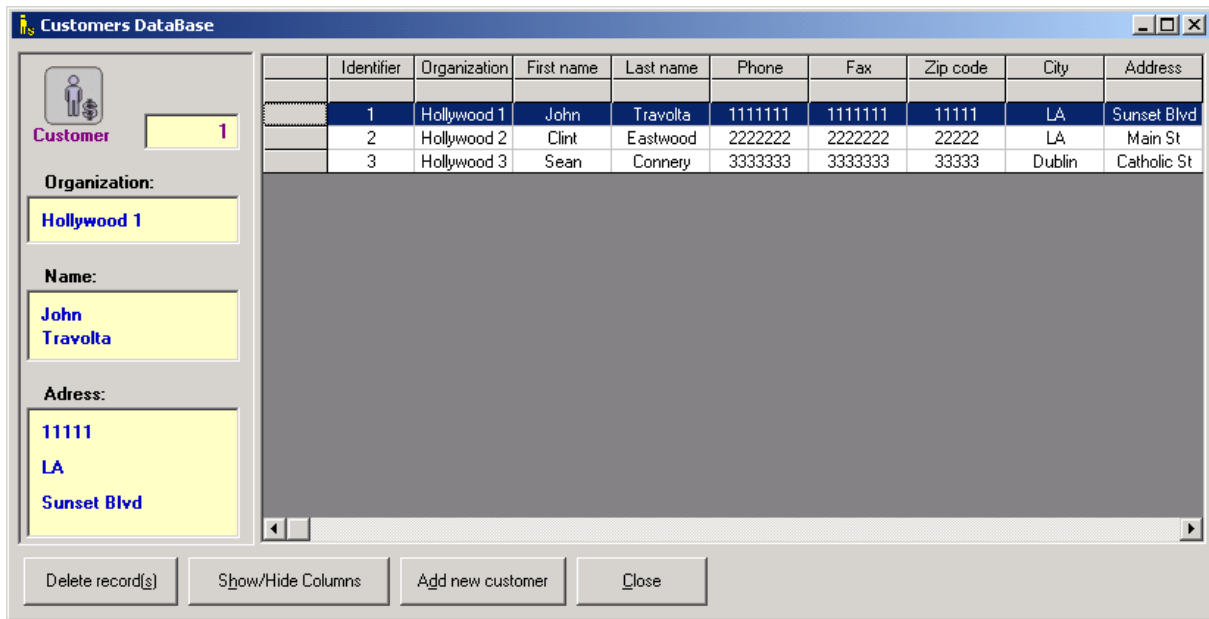 Customers DataBase
Customer 1
Organization:
Hollywood 1
Name:
John
Travolta
Adress:
11111
LA
Sunset Blvd
Identifier Organization First name Last name Phone Fax Zip code City Address
1 Hollywood 1 John Travolta 1111111 1111111 11111 LA Sunset Blvd
2 Hollywood 2 Clint Eastwood 2222222 2222222 22222 LA Main St
3 Hollywood 3 Sean Connery 3333333 3333333 33333 Dublin Catholic St
Delete record(s) Show/Hide Columns Add new customer Close